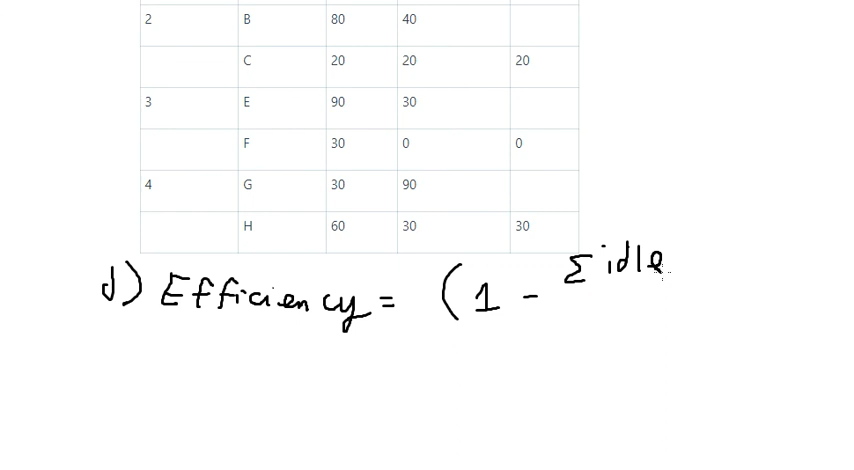 2 B 80 40
C 20 20 20
3 E 90 30
F 30 0 0
4 G 30 90
H 60 30 30
d) Efficiency = (1 - Σ idle